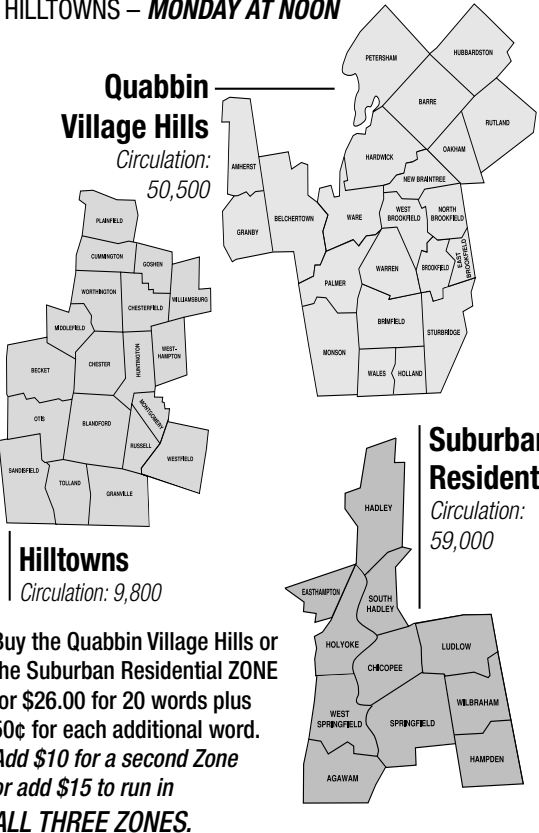 HILLTOWNS – MONDAY AT NOON
Quabbin
Village Hills
Circulation:
50,500
PETERSHAM
HUBBARDSTON
BARRE
RUTLAND
OAKHAM
HARDWICK
NEW BRAINTREE
AMHERST
GRANBY
BELCHERTOWN
WARE
WEST
BROOKFIELD
NORTH
BROOKFIELD
EAST
BROOKFIELD
BROOKFIELD
WARREN
PALMER
BRIMFIELD
STURBRIDGE
MONSON
WALES
HOLLAND
PLAINFIELD
CUMMINGTON
GOSHEN
WORTHINGTON
CHESTERFIELD
WILLIAMSBURG
MIDDLEFIELD
BECKET
CHESTER
HUNTINGTON
WEST-
HAMPTON
OTIS
BLANDFORD
MONTGOMERY
RUSSELL
WESTFIELD
SANDISFIELD
TOLLAND
GRANVILLE
Hilltowns
Circulation: 9,800
Suburban
Resident
Circulation:
59,000
HADLEY
EASTHAMPTON
SOUTH
HADLEY
HOLYOKE
CHICOPEE
LUDLOW
WEST
SPRINGFIELD
SPRINGFIELD
WILBRAHAM
AGAWAM
HAMPDEN
Buy the Quabbin Village Hills or
the Suburban Residential ZONE
for $26.00 for 20 words plus
50¢ for each additional word.
Add $10 for a second Zone
or add $15 to run in
ALL THREE ZONES.